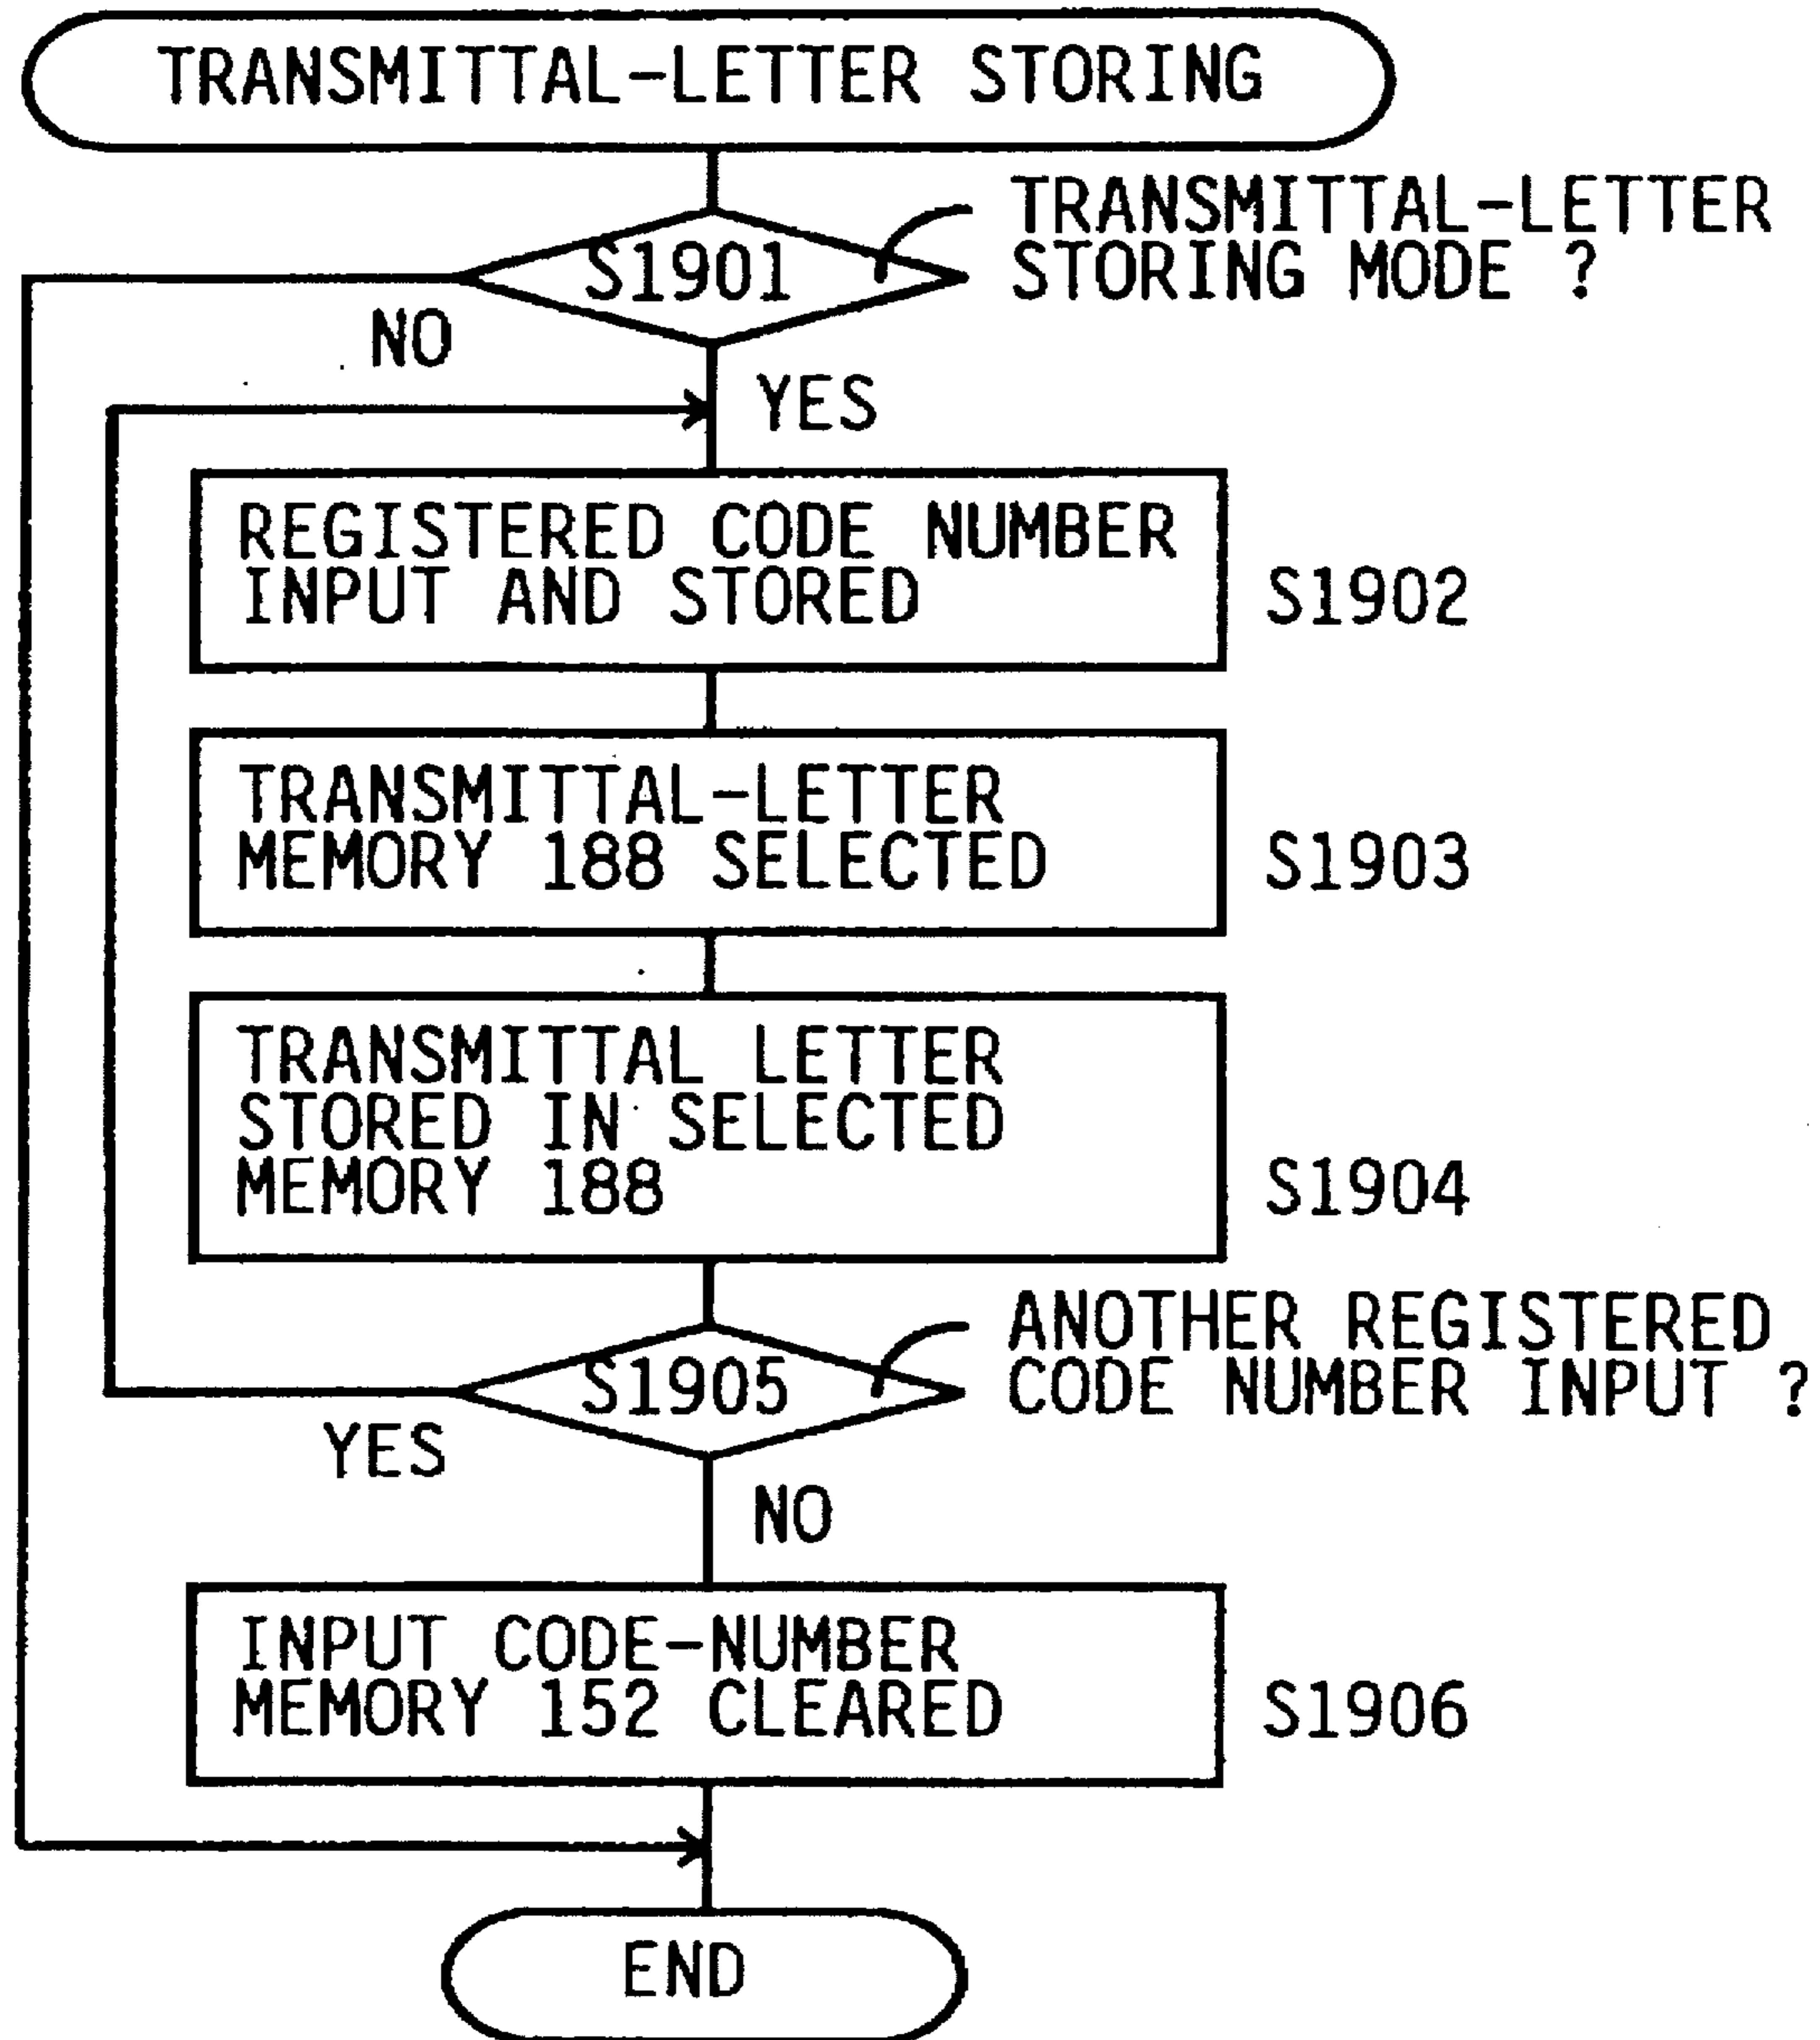 TRANSMITTAL-LETTER STORING
TRANSMITTAL-LETTER
STORING MODE ?
S1901
NO
YES
REGISTERED CODE NUMBER
INPUT AND STORED
S1902
TRANSMITTAL-LETTER
MEMORY 188 SELECTED
S1903
TRANSMITTAL LETTER
STORED IN SELECTED
MEMORY 188
S1904
ANOTHER REGISTERED
CODE NUMBER INPUT ?
S1905
YES
NO
INPUT CODE-NUMBER
MEMORY 152 CLEARED
S1906
END